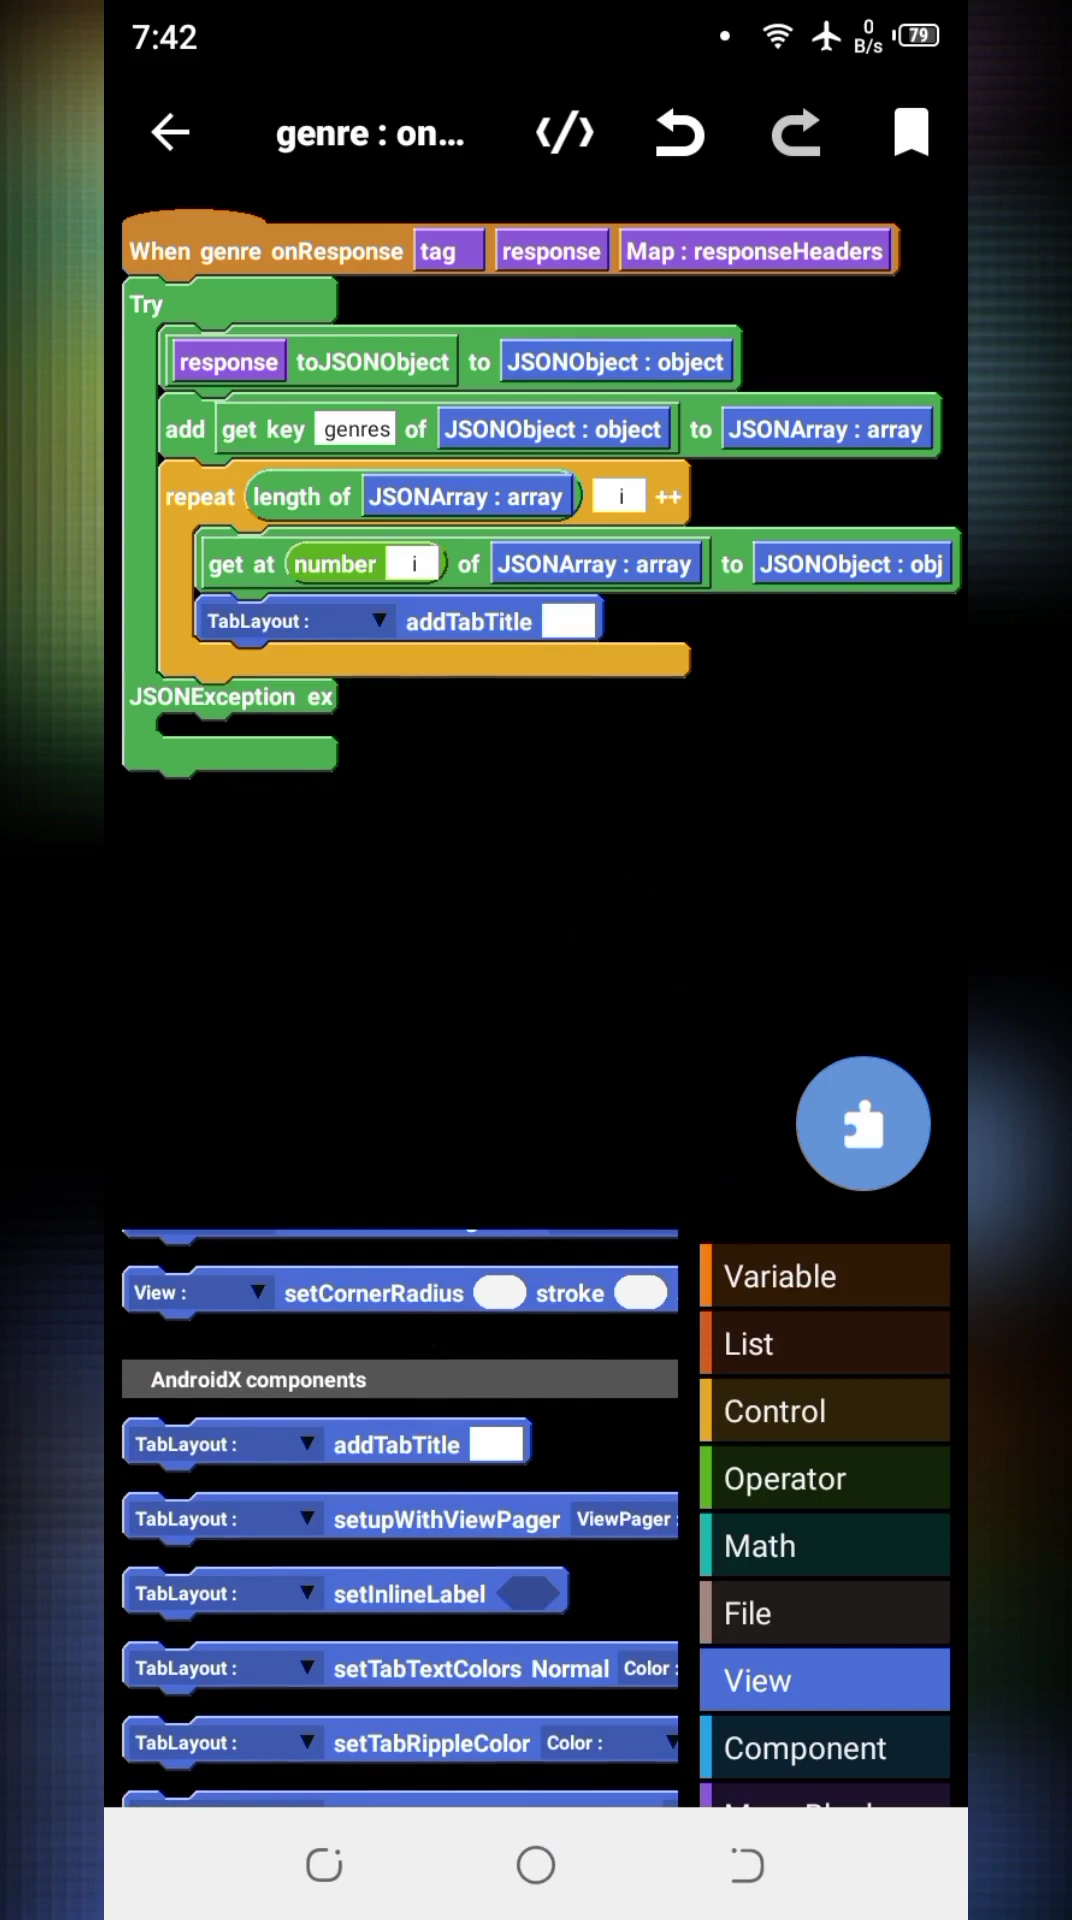 7:42 0 B/s 79
genre : on...
When genre onResponse tag response Map : responseHeaders
Try
response toJSONObject to JSONObject : object
add get key genres of JSONObject : object to JSONArray : array
repeat length of JSONArray : array i ++
get at number i of JSONArray : array to JSONObject : obj
TabLayout : addTabTitle
JSONException ex
View : setCornerRadius stroke
AndroidX components
TabLayout : addTabTitle
TabLayout : setupWithViewPager ViewPager :
TabLayout : setInlineLabel
TabLayout : setTabTextColors Normal Color :
TabLayout : setTabRippleColor Color :
Variable
List
Control
Operator
Math
File
View
Component